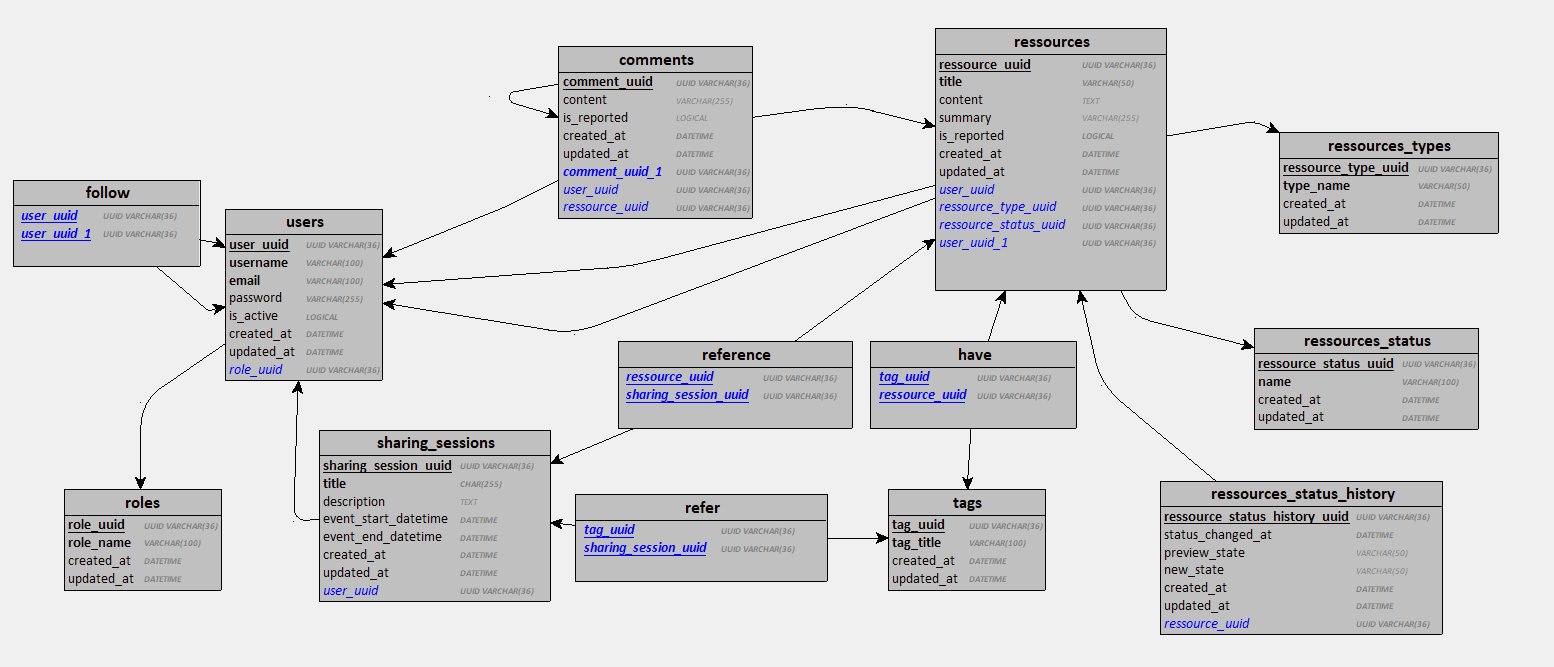 comments
comment_uuid UUID VARCHAR(36)
content VARCHAR(255)
is_reported LOGICAL
created_at DATETIME
updated_at DATETIME
comment_uuid_1 UUID VARCHAR(36)
user_uuid UUID VARCHAR(36)
ressource_uuid UUID VARCHAR(36)
ressources
ressource_uuid UUID VARCHAR(36)
title VARCHAR(50)
content TEXT
summary VARCHAR(255)
is_reported LOGICAL
created_at DATETIME
updated_at DATETIME
user_uuid UUID VARCHAR(36)
ressource_type_uuid UUID VARCHAR(36)
ressource_status_uuid UUID VARCHAR(36)
user_uuid_1 UUID VARCHAR(36)
ressources_types
ressource_type_uuid UUID VARCHAR(36)
type_name VARCHAR(50)
created_at DATETIME
updated_at DATETIME
follow
user_uuid UUID VARCHAR(36)
user_uuid_1 UUID VARCHAR(36)
users
user_uuid UUID VARCHAR(36)
username VARCHAR(100)
email VARCHAR(100)
password VARCHAR(255)
is_active LOGICAL
created_at DATETIME
updated_at DATETIME
role_uuid UUID VARCHAR(36)
reference
ressource_uuid UUID VARCHAR(36)
sharing_session_uuid UUID VARCHAR(36)
have
tag_uuid UUID VARCHAR(36)
ressource_uuid UUID VARCHAR(36)
ressources_status
ressource_status_uuid UUID VARCHAR(36)
name VARCHAR(100)
created_at DATETIME
updated_at DATETIME
roles
role_uuid UUID VARCHAR(36)
role_name VARCHAR(100)
created_at DATETIME
updated_at DATETIME
sharing_sessions
sharing_session_uuid UUID VARCHAR(36)
title CHAR(255)
description TEXT
event_start_datetime DATETIME
event_end_datetime DATETIME
created_at DATETIME
updated_at DATETIME
user_uuid UUID VARCHAR(36)
refer
tag_uuid UUID VARCHAR(36)
sharing_session_uuid UUID VARCHAR(36)
tags
tag_uuid UUID VARCHAR(36)
tag_title VARCHAR(100)
created_at DATETIME
updated_at DATETIME
ressources_status_history
ressource_status_history_uuid UUID VARCHAR(36)
status_changed_at DATETIME
preview_state VARCHAR(50)
new_state VARCHAR(50)
created_at DATETIME
updated_at DATETIME
ressource_uuid UUID VARCHAR(36)